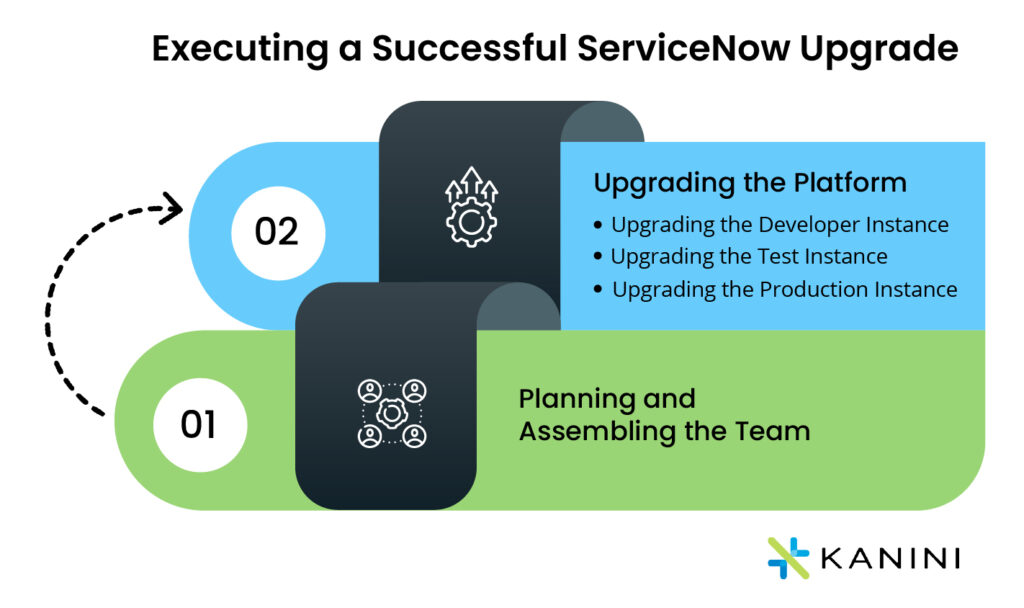 Executing a Successful ServiceNow Upgrade
02
Upgrading the Platform
• Upgrading the Developer Instance
• Upgrading the Test Instance
• Upgrading the Production Instance
01
Planning and
Assembling the Team
KANINI